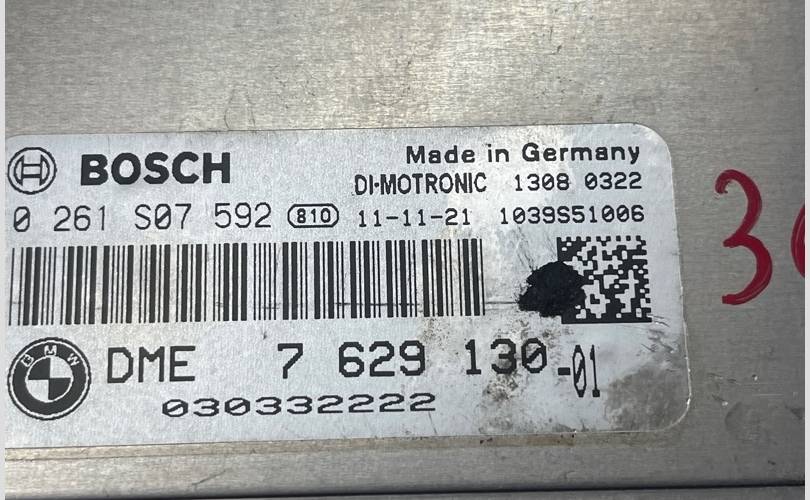 BOSCH
Made in Germany
DI-MOTRONIC 1308 0322
0 261 S07 592 810 11-11-21 1039S51006
BMW DME 7 629 130-01
030332222